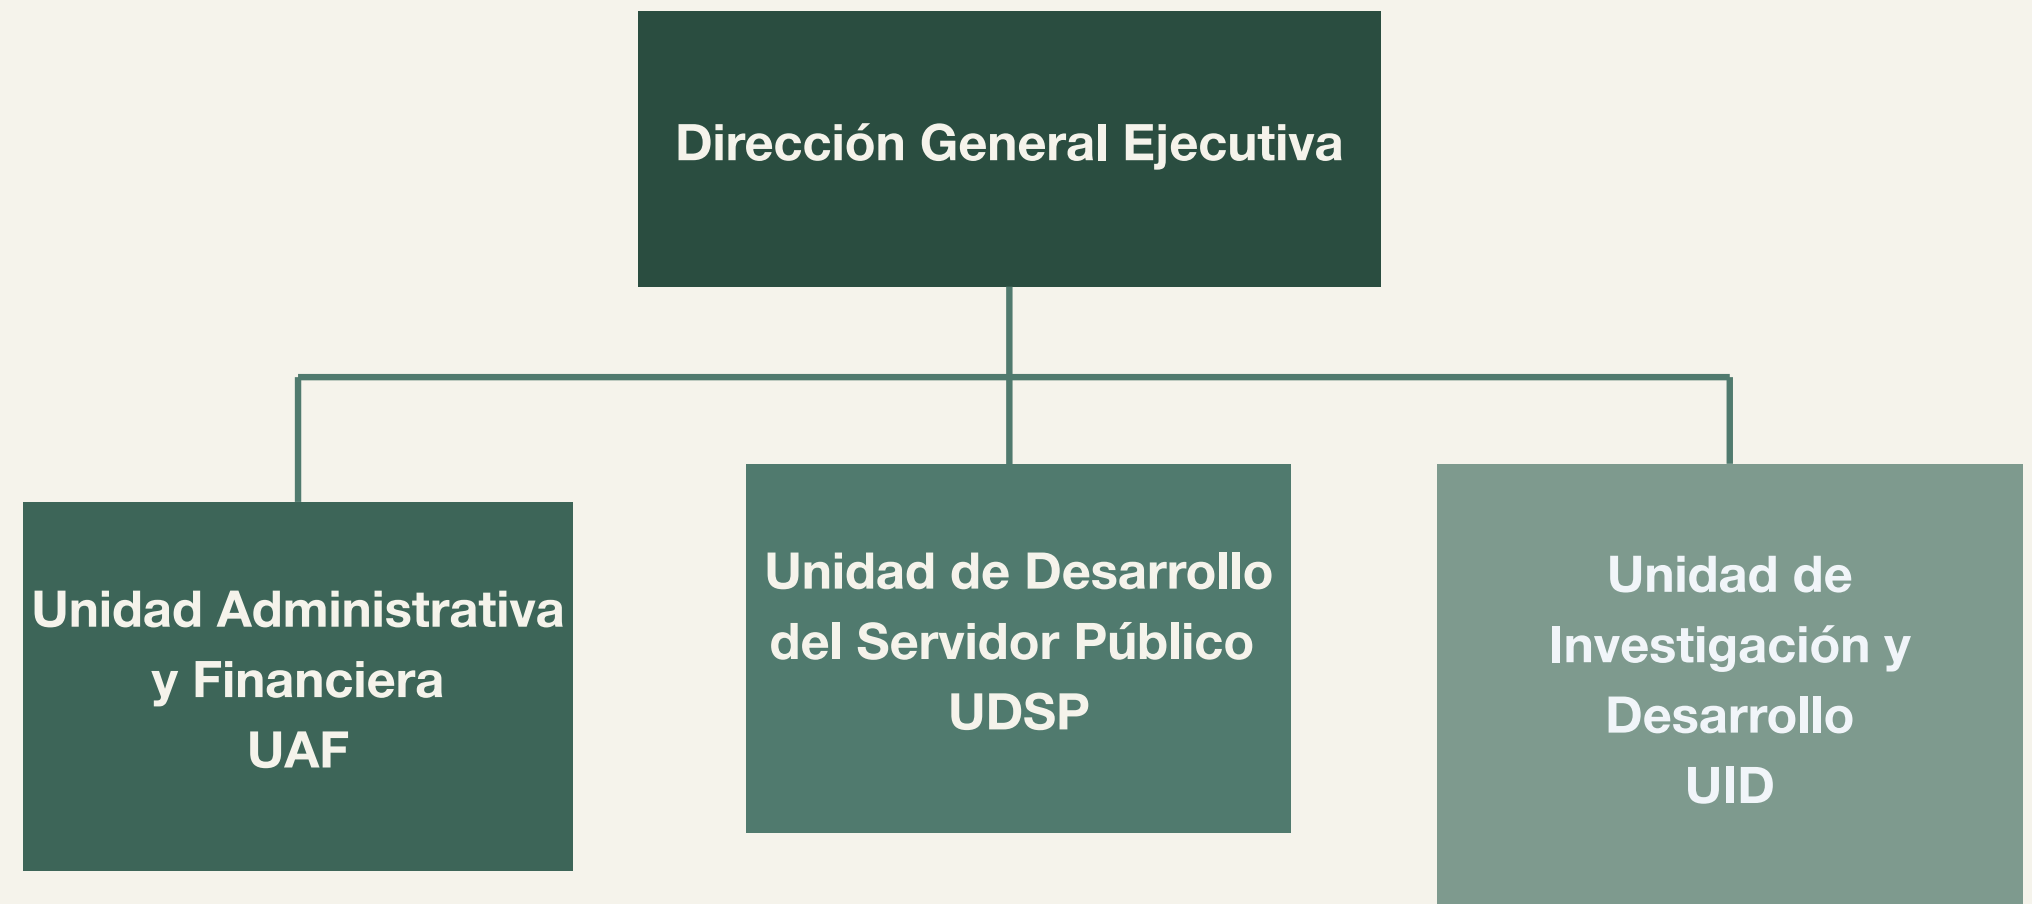 Dirección General Ejecutiva
Unidad Administrativa
y Financiera
UAF
Unidad de Desarrollo
del Servidor Público
UDSP
Unidad de
Investigación y
Desarrollo
UID